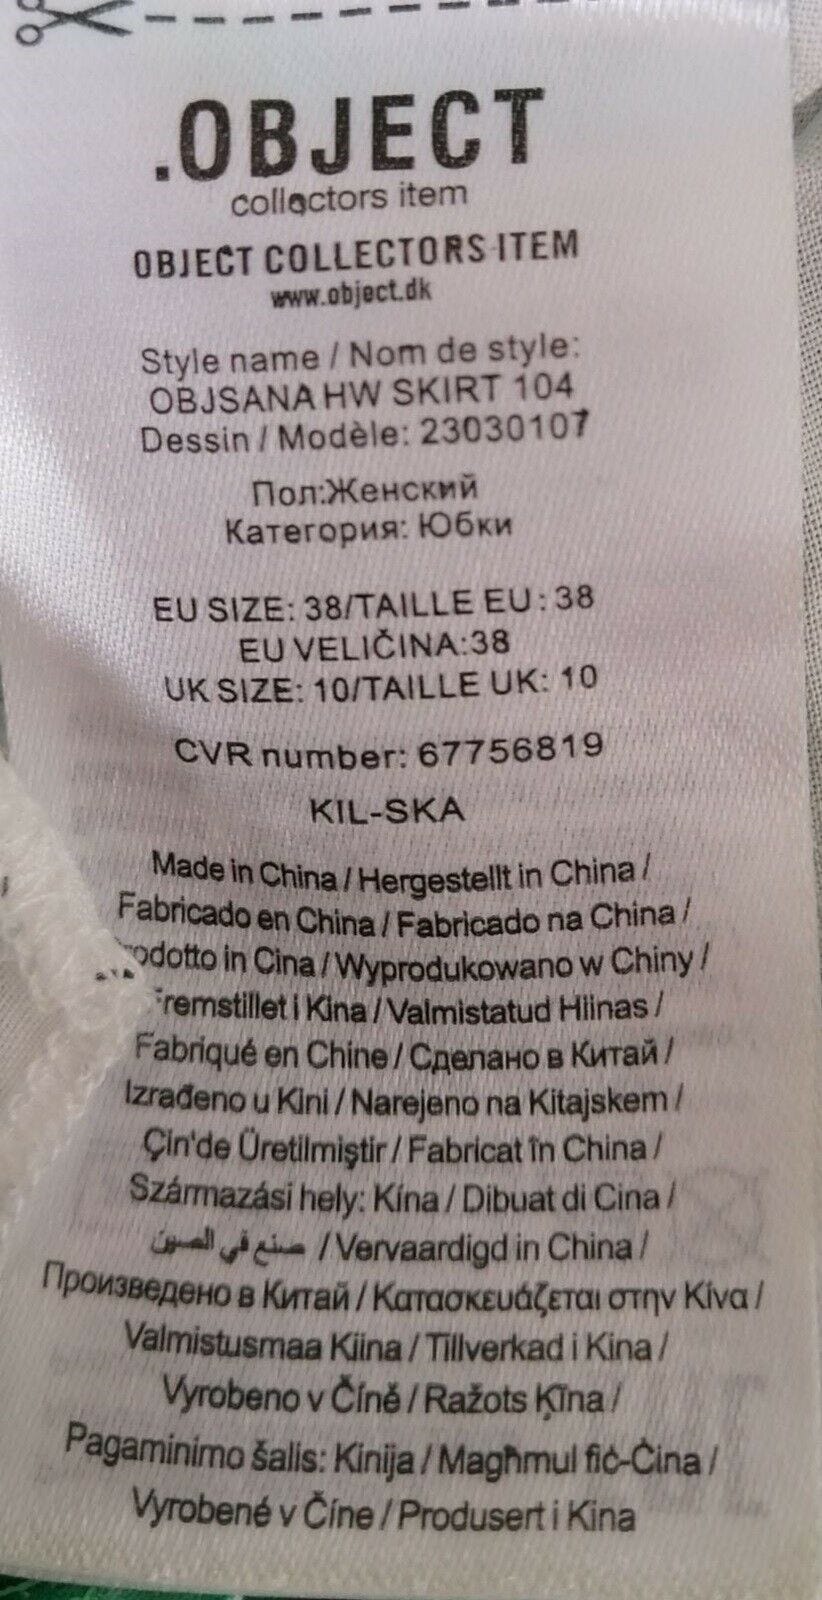 .OBJECT
collectors item
OBJECT COLLECTORS ITEM
www.object.dk
Style name / Nom de style:
OBJSANA HW SKIRT 104
Dessin / Modèle: 23030107
Пол:Женский
Категория: Юбки
EU SIZE: 38/TAILLE EU: 38
EU VELIČINA:38
UK SIZE: 10/TAILLE UK: 10
CVR number: 67756819
KIL-SKA
Made in China / Hergestellt in China /
Fabricado en China / Fabricado na China /
rodotto in Cina / Wyprodukowano w Chiny /
Fremstillet i Kina / Valmistatud Hiinas /
Fabriqué en Chine / Сделано в Китай /
Izrađeno u Kini / Narejeno na Kitajskem /
Çin'de Üretilmiştir / Fabricat în China /
Származási hely: Kína / Dibuat di Cina /
صنع في الصين / Vervaardigd in China /
Произведено в Китай / Κατασκευάζεται στην Κίνα /
Valmistusmaa Kiina / Tillverkad i Kina /
Vyrobeno v Číně / Ražots Ķīna /
Pagaminimo šalis: Kinija / Magħmul fiċ-Ċina /
Vyrobené v Číne / Produsert i Kina